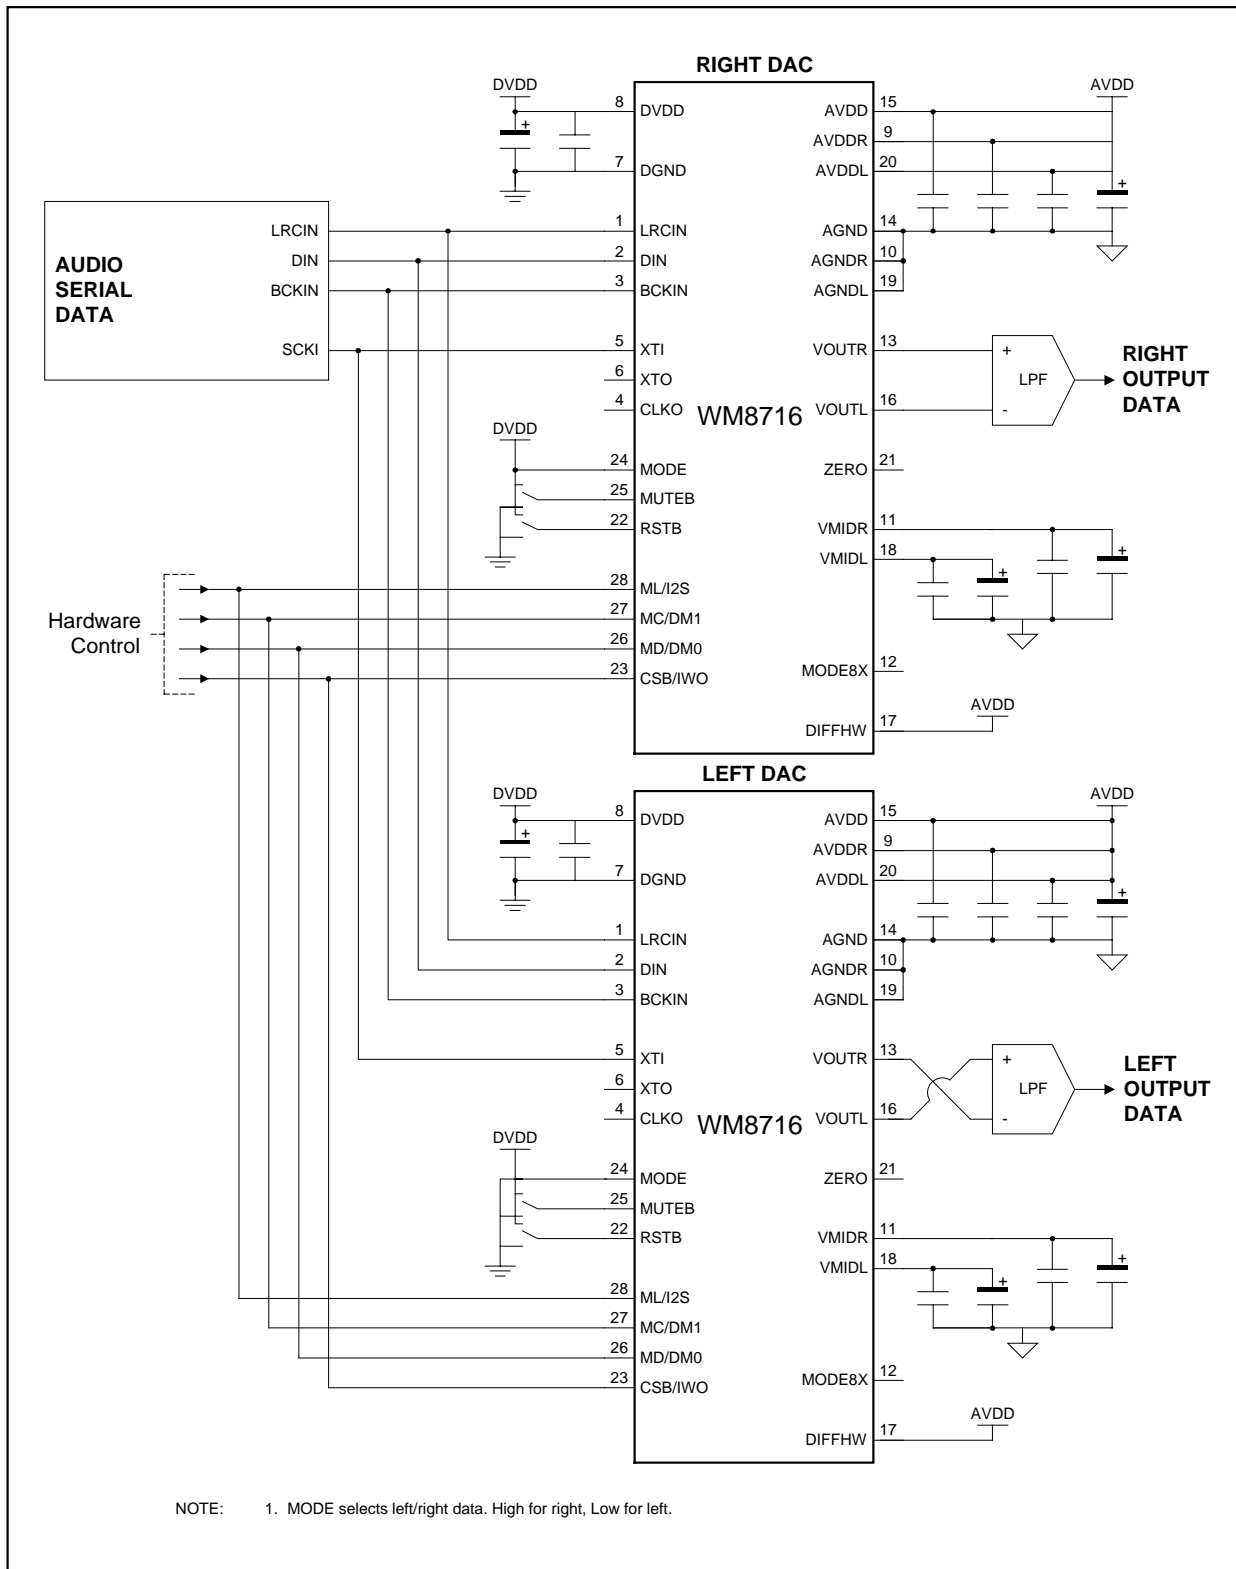 RIGHT DAC
DVDD
AVDD
8
DVDD
7
DGND
1
LRCIN
2
DIN
3
BCKIN
5
XTI
6
XTO
4
CLKO
DVDD
24
MODE
25
MUTEB
22
RSTB
28
ML/I2S
27
MC/DM1
26
MD/DM0
23
CSB/IWO
WM8716
AVDD
15
AVDDR
9
AVDDL
20
AGND
14
AGNDR
10
AGNDL
19
VOUTR
13
VOUTL
16
ZERO
21
VMIDR
11
VMIDL
18
MODE8X
12
DIFFHW
17
AVDD
+
+
+
+
+
-
LPF
RIGHT
OUTPUT
DATA
AUDIO
SERIAL
DATA
LRCIN
DIN
BCKIN
SCKI
Hardware
Control
LEFT DAC
DVDD
AVDD
8
DVDD
7
DGND
1
LRCIN
2
DIN
3
BCKIN
5
XTI
6
XTO
4
CLKO
DVDD
24
MODE
25
MUTEB
22
RSTB
28
ML/I2S
27
MC/DM1
26
MD/DM0
23
CSB/IWO
WM8716
AVDD
15
AVDDR
9
AVDDL
20
AGND
14
AGNDR
10
AGNDL
19
VOUTR
13
VOUTL
16
ZERO
21
VMIDR
11
VMIDL
18
MODE8X
12
DIFFHW
17
AVDD
+
+
+
+
+
-
LPF
LEFT
OUTPUT
DATA
NOTE: 1. MODE selects left/right data. High for right, Low for left.